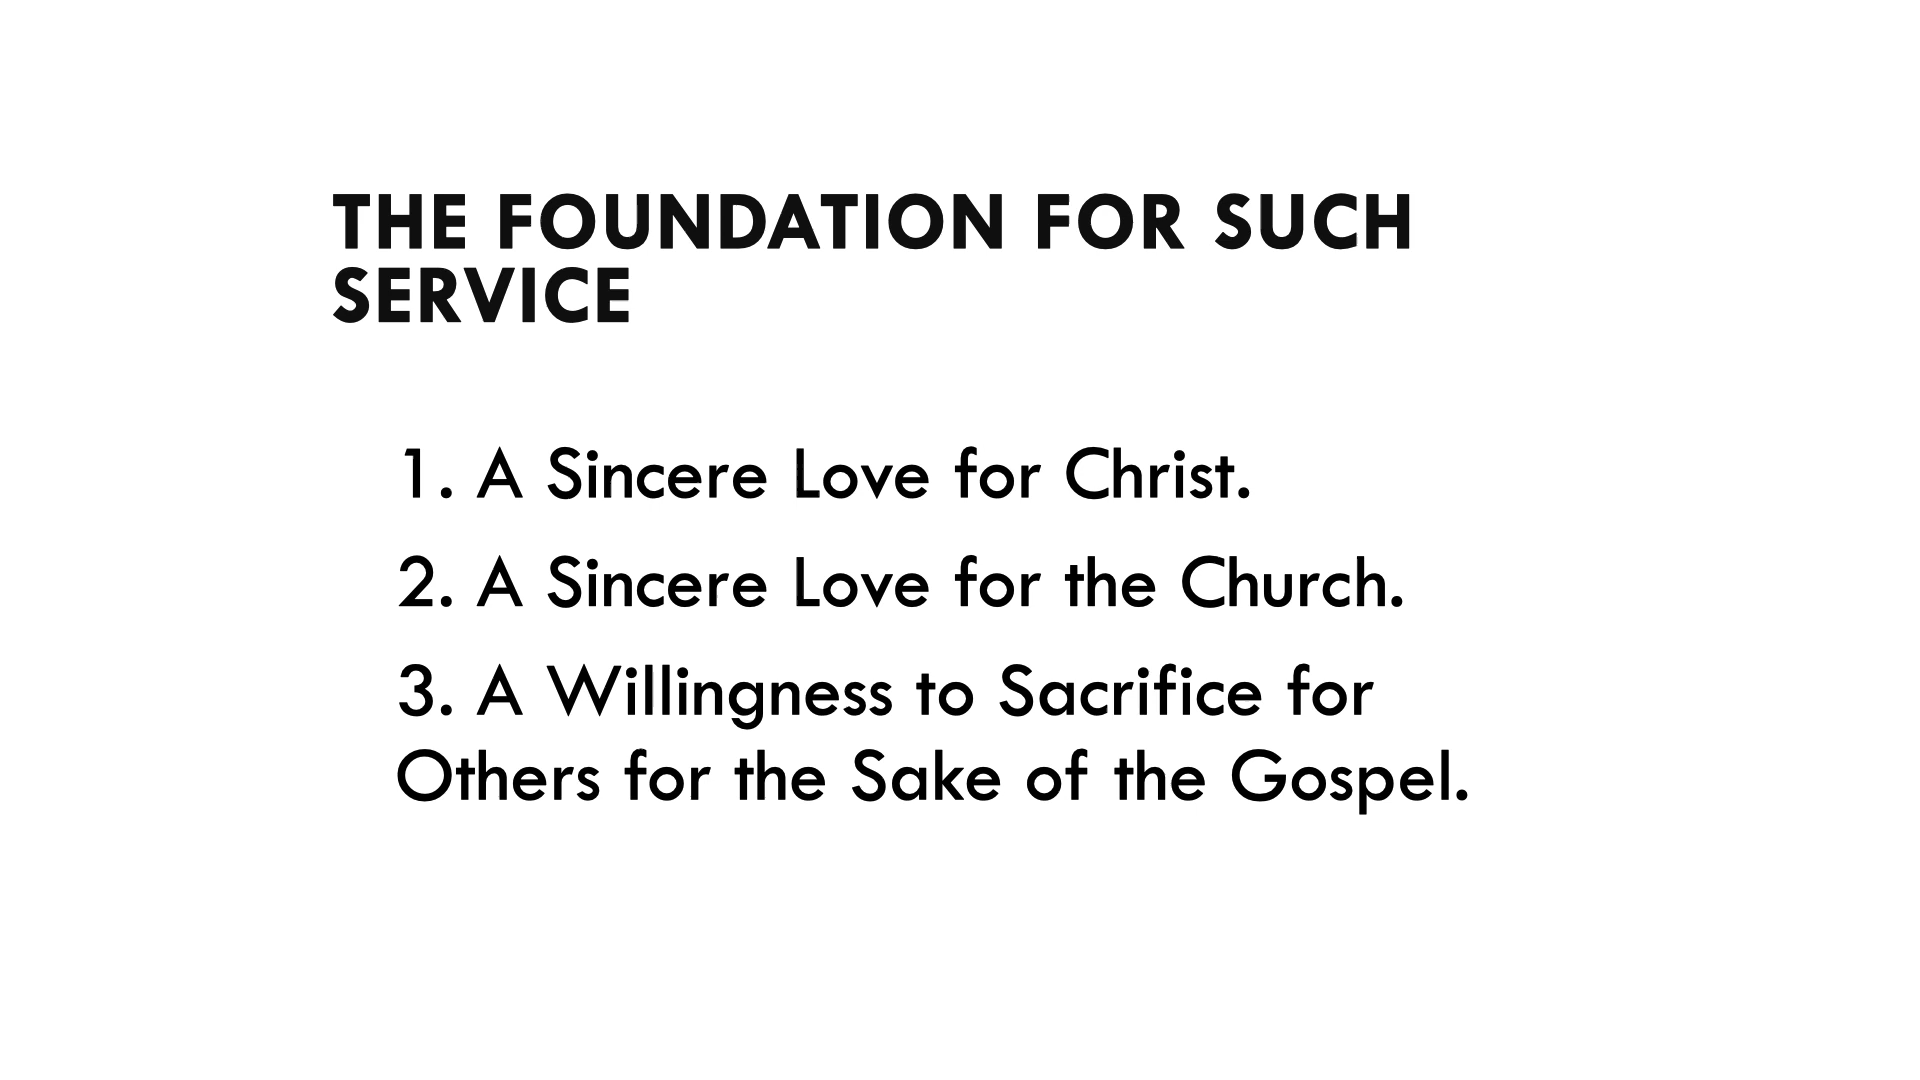 THE FOUNDATION FOR SUCH
SERVICE
1. A Sincere Love for Christ.
2. A Sincere Love for the Church.
3. A Willingness to Sacrifice for
Others for the Sake of the Gospel.